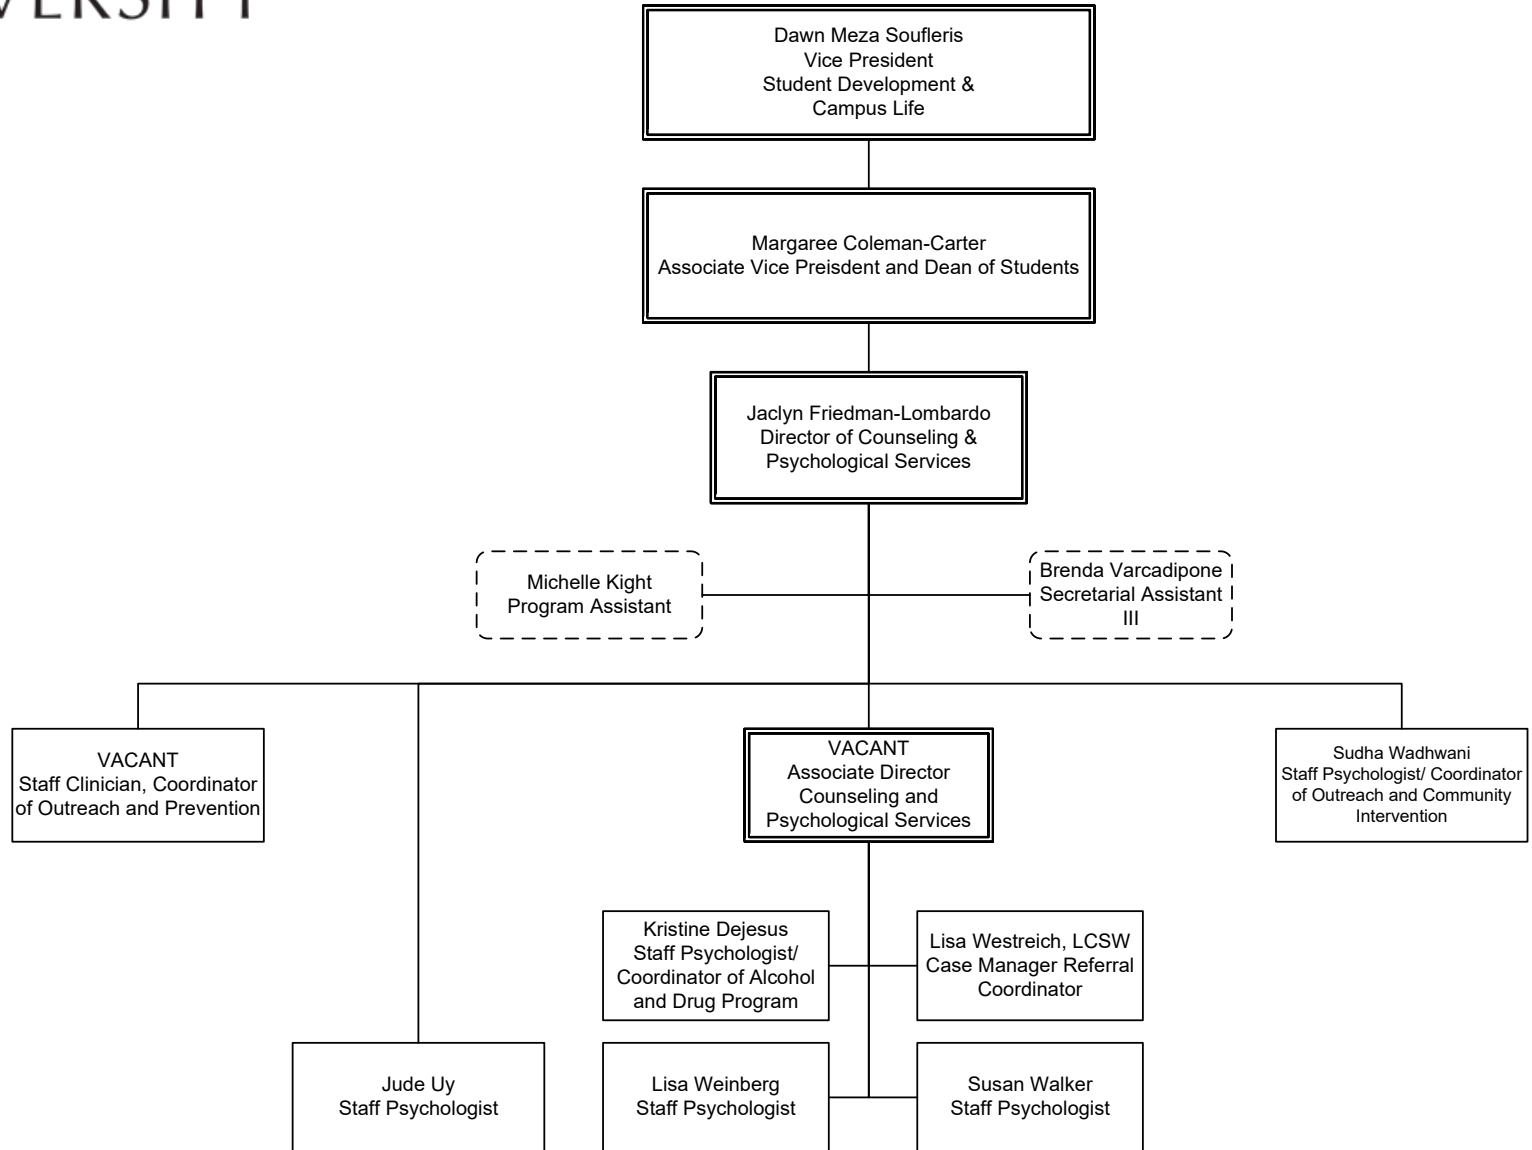 Dawn Meza Soufleris
Vice President
Student Development &
Campus Life
Margaree Coleman-Carter
Associate Vice Preisdent and Dean of Students
Jaclyn Friedman-Lombardo
Director of Counseling &
Psychological Services
Michelle Kight
Program Assistant
Brenda Varcadipone
Secretarial Assistant
III
VACANT
Staff Clinician, Coordinator
of Outreach and Prevention
VACANT
Associate Director
Counseling and
Psychological Services
Sudha Wadhwani
Staff Psychologist/ Coordinator
of Outreach and Community
Intervention
Kristine Dejesus
Staff Psychologist/
Coordinator of Alcohol
and Drug Program
Lisa Westreich, LCSW
Case Manager Referral
Coordinator
Jude Uy
Staff Psychologist
Lisa Weinberg
Staff Psychologist
Susan Walker
Staff Psychologist